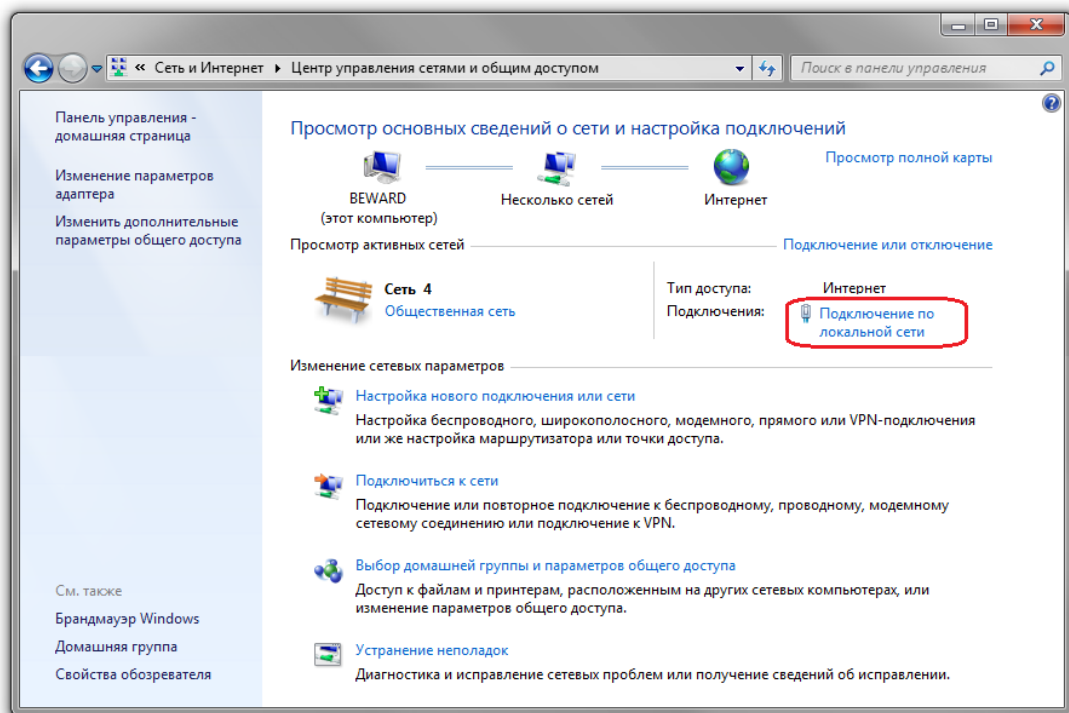 « Сеть и Интернет ▸ Центр управления сетями и общим доступом
Поиск в панели управления
Панель управления -
домашняя страница
Изменение параметров
адаптера
Изменить дополнительные
параметры общего доступа
См. также
Брандмауэр Windows
Домашняя группа
Свойства обозревателя
Просмотр основных сведений о сети и настройка подключений
Просмотр полной карты
BEWARD
(этот компьютер)
Несколько сетей
Интернет
Просмотр активных сетей
Подключение или отключение
Сеть 4
Общественная сеть
Тип доступа: Интернет
Подключения: Подключение по
локальной сети
Изменение сетевых параметров
Настройка нового подключения или сети
Настройка беспроводного, широкополосного, модемного, прямого или VPN-подключения
или же настройка маршрутизатора или точки доступа.
Подключиться к сети
Подключение или повторное подключение к беспроводному, проводному, модемному
сетевому соединению или подключение к VPN.
Выбор домашней группы и параметров общего доступа
Доступ к файлам и принтерам, расположенным на других сетевых компьютерах, или
изменение параметров общего доступа.
Устранение неполадок
Диагностика и исправление сетевых проблем или получение сведений об исправлении.